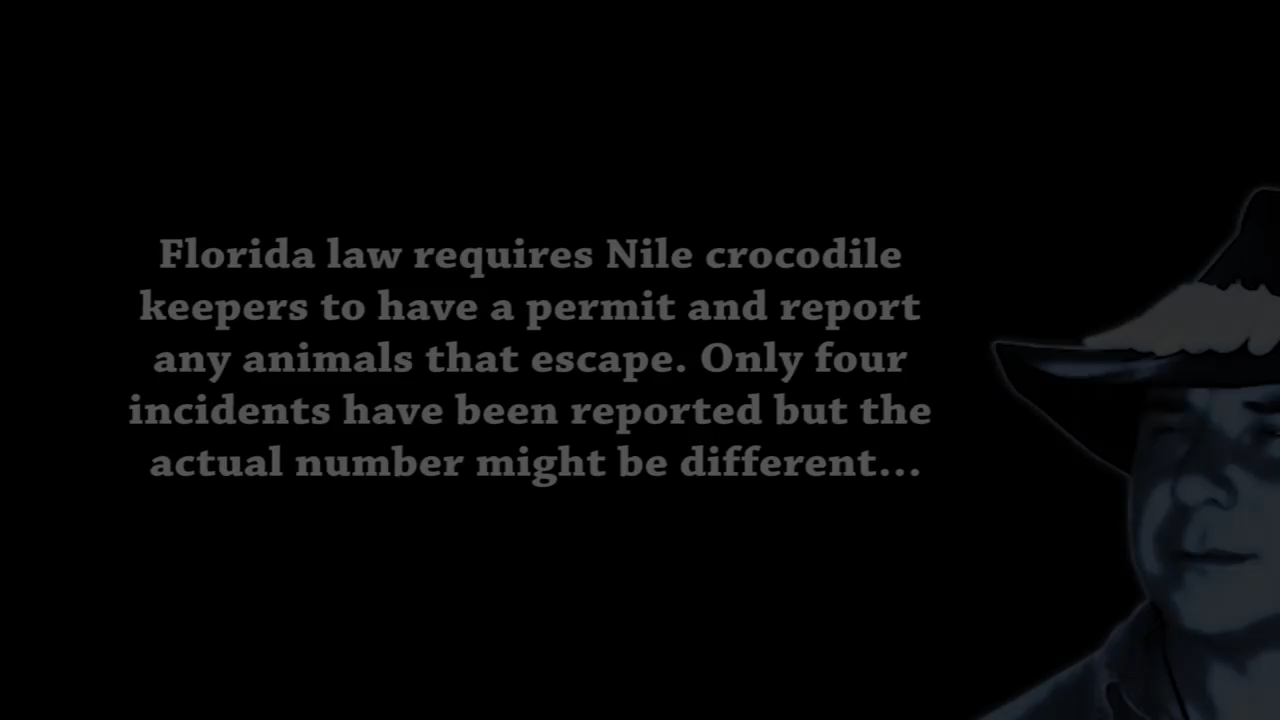 Florida law requires Nile crocodile
keepers to have a permit and report
any animals that escape. Only four
incidents have been reported but the
actual number might be different...